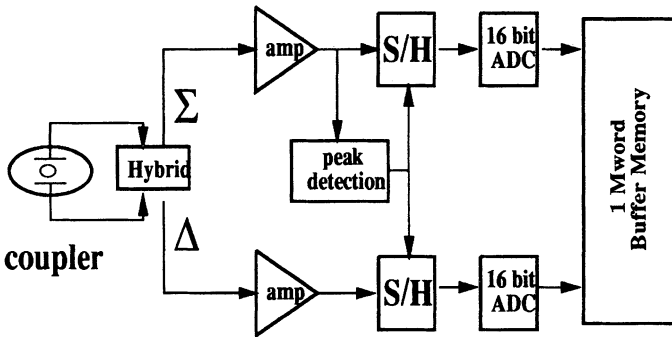 amp
S/H
16 bit
ADC
Σ
Hybrid
peak
detection
1 Mword
Buffer Memory
Δ
coupler
amp
S/H
16 bit
ADC